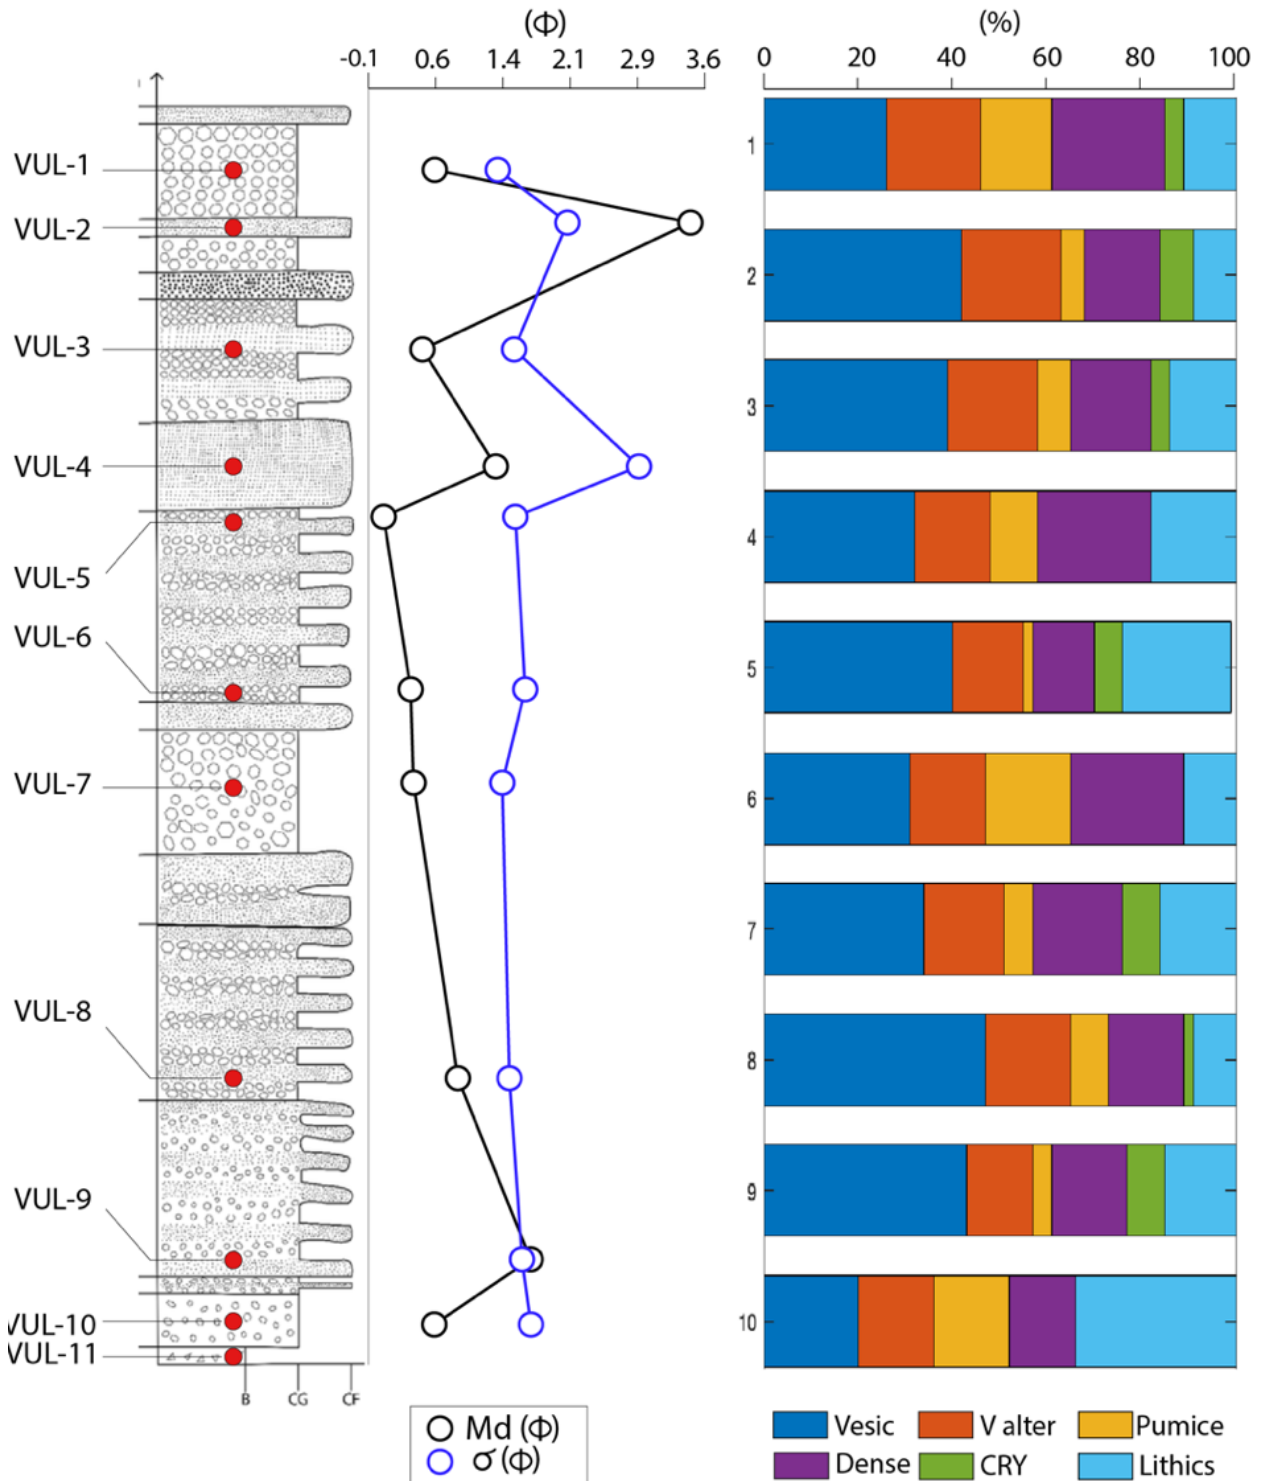 (Φ)
(%)
-0.1 0.6 1.4 2.1 2.9 3.6
0 20 40 60 80 100
VUL-1
VUL-2
VUL-3
VUL-4
VUL-5
VUL-6
VUL-7
VUL-8
VUL-9
VUL-10
VUL-11
B CG CF
1
2
3
4
5
6
7
8
9
10
Md (Φ)
σ (Φ)
Vesic V alter Pumice
Dense CRY Lithics